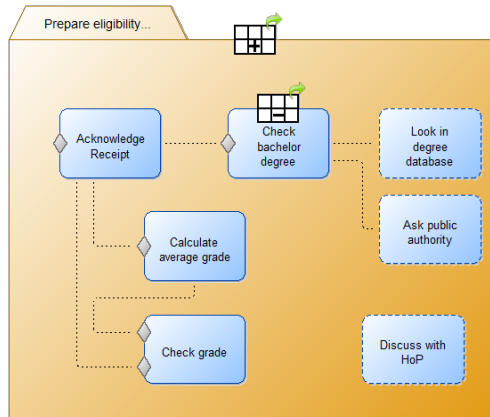 Prepare eligibility...
Acknowledge
Receipt
Check
bachelor
degree
Look in
degree
database
Ask public
authority
Calculate
average grade
Check grade
Discuss with
HoP